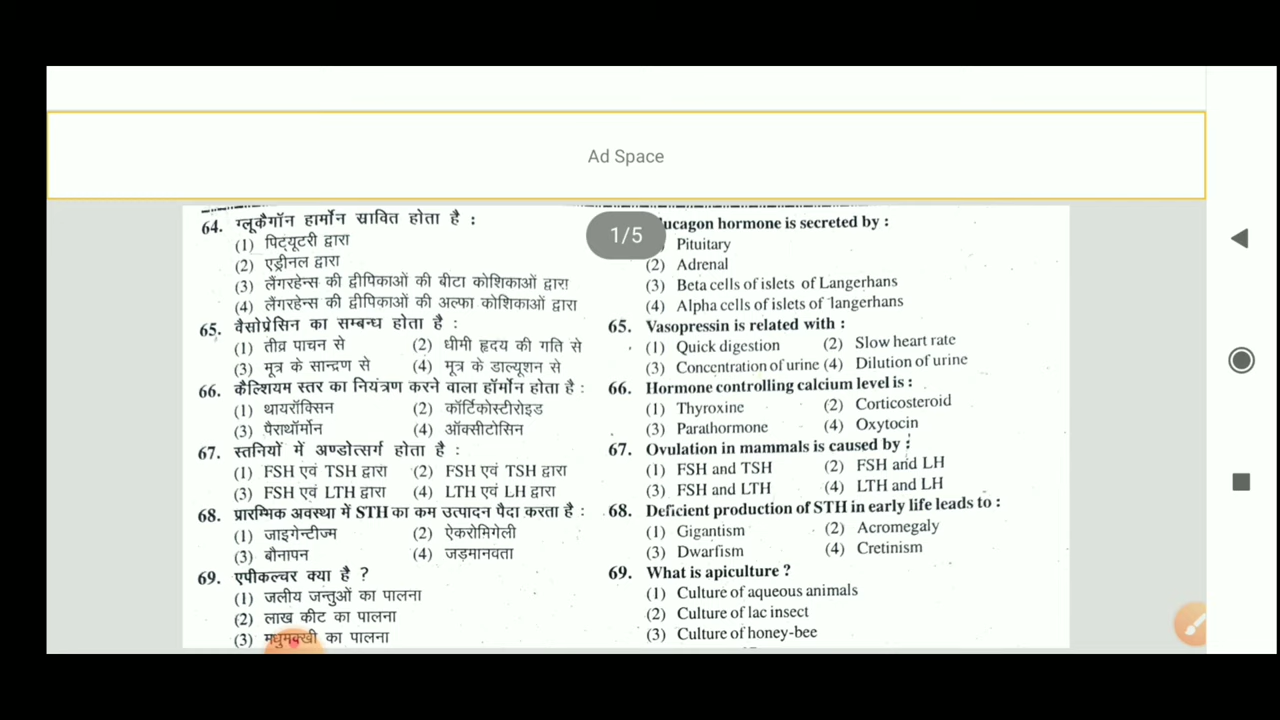 Ad Space
1/5
64. ग्लूकैगॉन हार्मोन स्रावित होता है :
(1) पिट्यूटरी द्वारा
(2) एड्रीनल द्वारा
(3) लैंगरहेन्स की द्वीपिकाओं की बीटा कोशिकाओं द्वारा
(4) लैंगरहेन्स की द्वीपिकाओं की अल्फा कोशिकाओं द्वारा
65. वैसोप्रेसिन का सम्बन्ध होता है :
(1) तीव्र पाचन से (2) धीमी हृदय की गति से
(3) मूत्र के सान्द्रण से (4) मूत्र के डाल्यूशन से
66. कैल्शियम स्तर का नियंत्रण करने वाला हॉर्मोन होता है :
(1) थायरॉक्सिन (2) कॉर्टिकोस्टीरोइड
(3) पैराथॉर्मोन (4) ऑक्सीटोसिन
67. स्तनियों में अण्डोत्सर्ग होता है :
(1) FSH एवं TSH द्वारा (2) FSH एवं TSH द्वारा
(3) FSH एवं LTH द्वारा (4) LTH एवं LH द्वारा
68. प्रारम्भिक अवस्था में STH का कम उत्पादन पैदा करता है :
(1) जाइगेन्टीज्म (2) ऐकरोमिगेली
(3) बौनापन (4) जड़मानवता
69. एपीकल्चर क्या है ?
(1) जलीय जन्तुओं का पालना
(2) लाख कीट का पालना
(3) मधुमक्खी का पालना
ucagon hormone is secreted by :
Pituitary
(2) Adrenal
(3) Beta cells of islets of Langerhans
(4) Alpha cells of islets of langerhans
65. Vasopressin is related with :
(1) Quick digestion (2) Slow heart rate
(3) Concentration of urine (4) Dilution of urine
66. Hormone controlling calcium level is :
(1) Thyroxine (2) Corticosteroid
(3) Parathormone (4) Oxytocin
67. Ovulation in mammals is caused by :
(1) FSH and TSH (2) FSH and LH
(3) FSH and LTH (4) LTH and LH
68. Deficient production of STH in early life leads to :
(1) Gigantism (2) Acromegaly
(3) Dwarfism (4) Cretinism
69. What is apiculture ?
(1) Culture of aqueous animals
(2) Culture of lac insect
(3) Culture of honey-bee